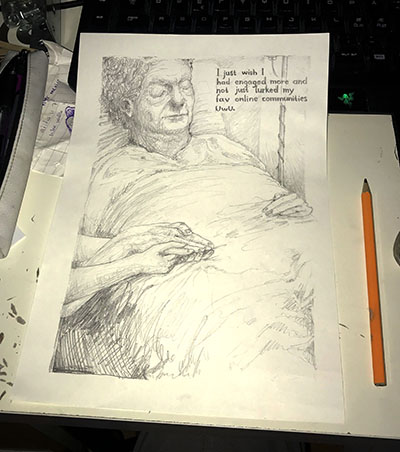 I just wish I
had engaged more and
not just lurked my
fav online communities
UwU